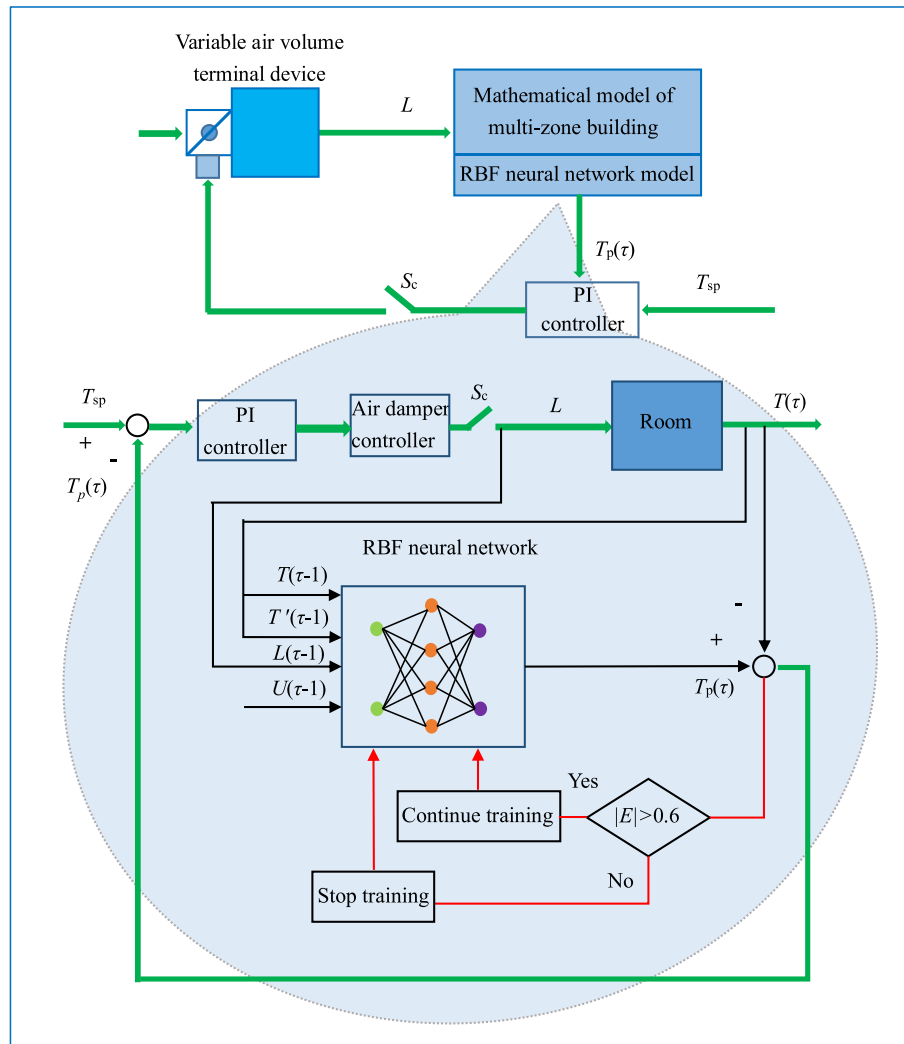 Variable air volume
terminal device
L
Mathematical model of
multi-zone building
RBF neural network model
Tp(τ)
Sc
PI
controller
Tsp
Tsp
+
-
Tp(τ)
PI
controller
Air damper
controller
Sc
L
Room
T(τ)
RBF neural network
T(τ-1)
T'(τ-1)
L(τ-1)
U(τ-1)
-
+
Tp(τ)
Yes
Continue training
|E|>0.6
No
Stop training